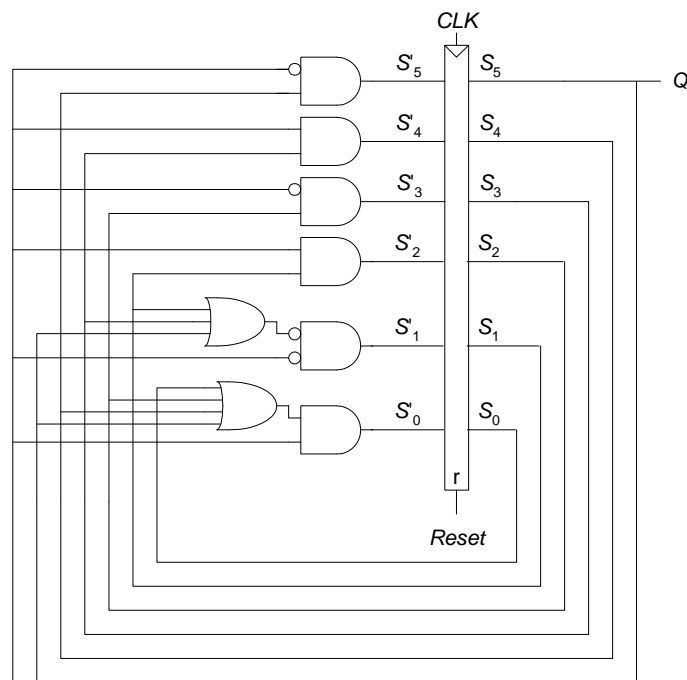 CLK
S'₅ S₅
Q
S'₄ S₄
S'₃ S₃
S'₂ S₂
S'₁ S₁
S'₀ S₀
r
Reset